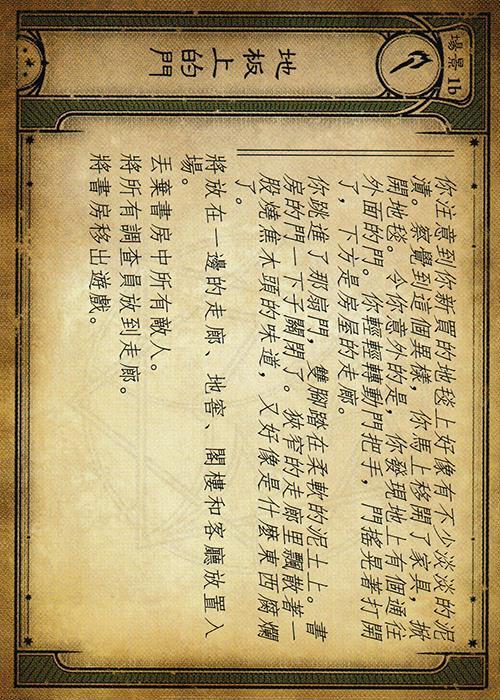 場景 1b
地板上的門
你注意到你新買的地毯上好像有不少淡淡的泥
漬。察覺到這個異樣，你馬上移開了家具，掀
開地毯。令你意外的是，你發現地上有個通往
外面的門。你輕輕轉動門把手，門搖晃著打開
了，下方是房屋的走廊。
你跳進了那扇門，雙腳踏在柔軟的泥土上。書
房的門一下子關閉了。狹窄的走廊里飄散著一
股燒焦木頭的味道，又好像是什麼東西腐爛
了。
將放在一邊的走廊、地窖、閣樓和客廳放置入
場。
丟棄書房中所有敵人。
將所有調查員放到走廊。
將書房移出遊戲。